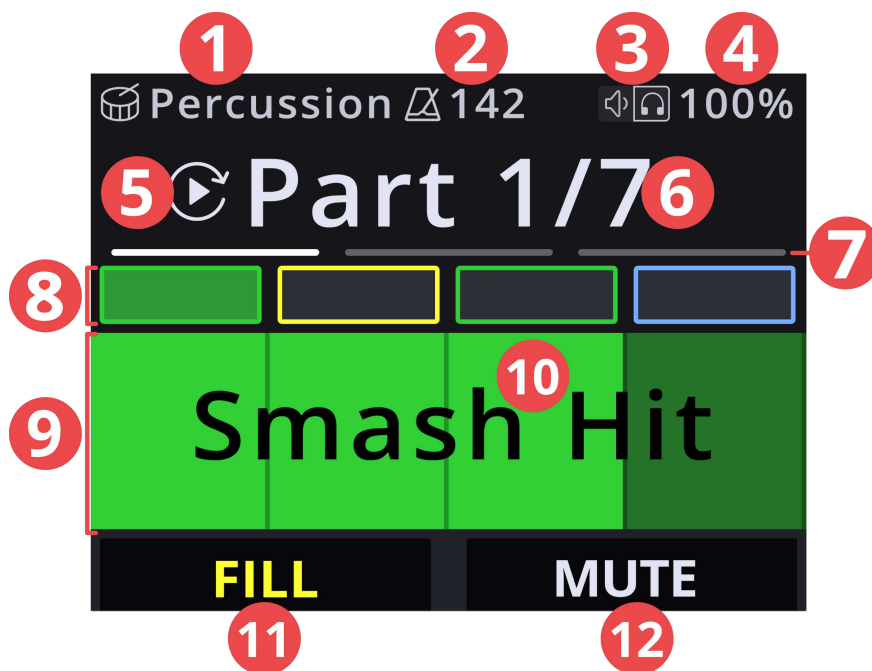 1 2 3 4
Percussion 142 100%
5 Part 1/7 6
7
8
10
9 Smash Hit
FILL MUTE
11 12